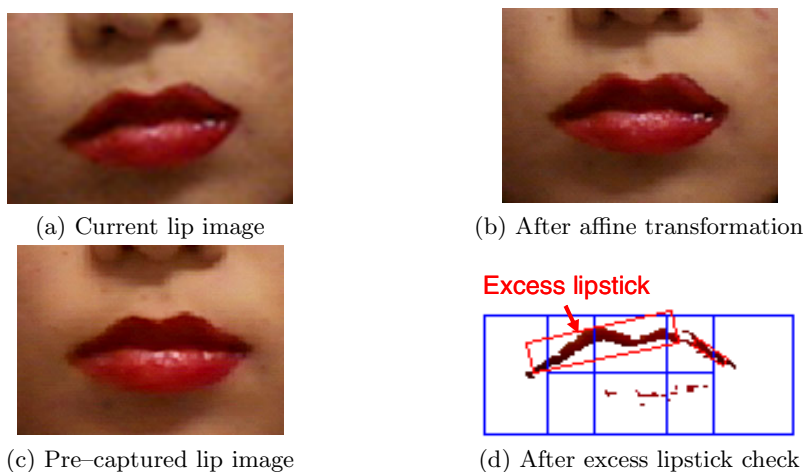 (a) Current lip image
(b) After affine transformation
Excess lipstick
(c) Pre–captured lip image
(d) After excess lipstick check